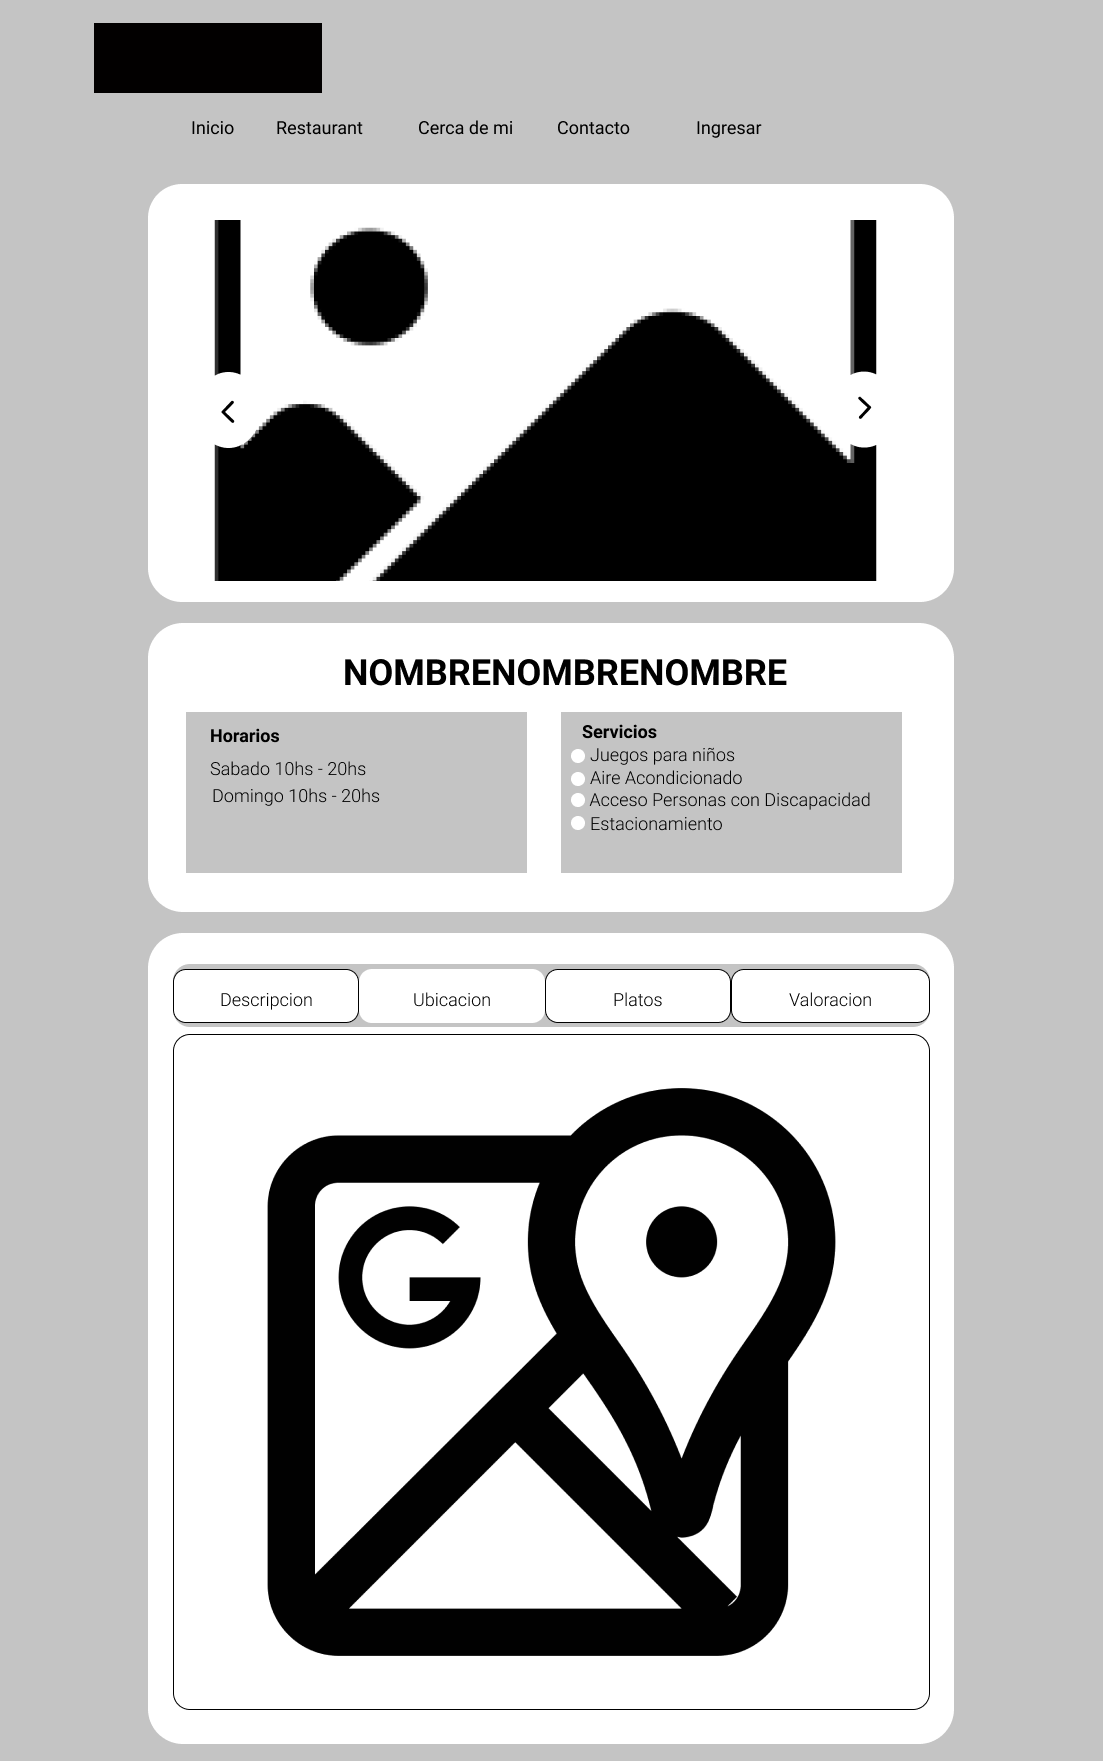 Inicio Restaurant Cerca de mi Contacto Ingresar
NOMBRENOMBRENOMBRE
Horarios
Sabado 10hs - 20hs
Domingo 10hs - 20hs
Servicios
Juegos para niños
Aire Acondicionado
Acceso Personas con Discapacidad
Estacionamiento
Descripcion Ubicacion Platos Valoracion
G